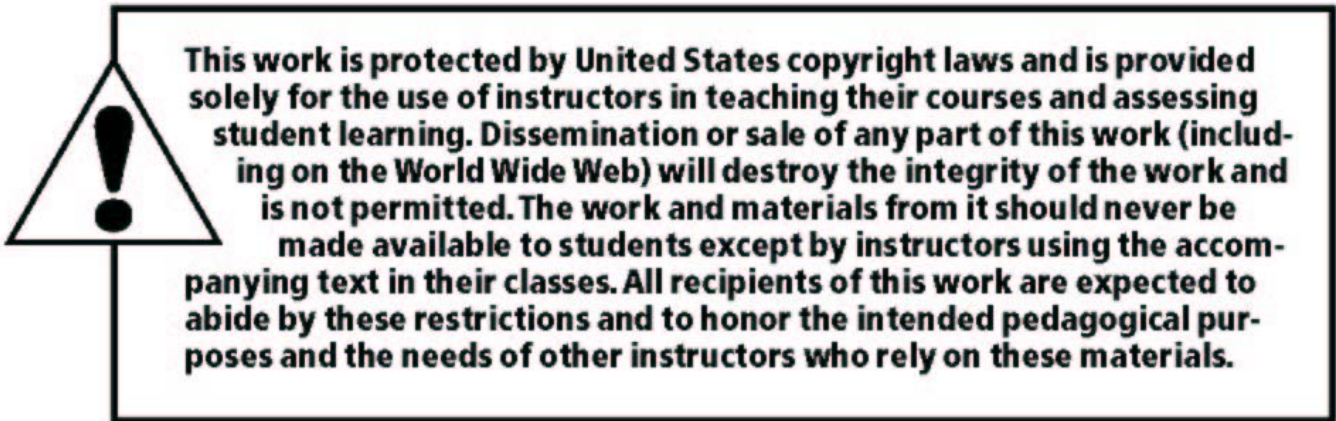 This work is protected by United States copyright laws and is provided
solely for the use of instructors in teaching their courses and assessing
student learning. Dissemination or sale of any part of this work (includ-
ing on the World Wide Web) will destroy the integrity of the work and
is not permitted. The work and materials from it should never be
made available to students except by instructors using the accom-
panying text in their classes. All recipients of this work are expected to
abide by these restrictions and to honor the intended pedagogical pur-
poses and the needs of other instructors who rely on these materials.